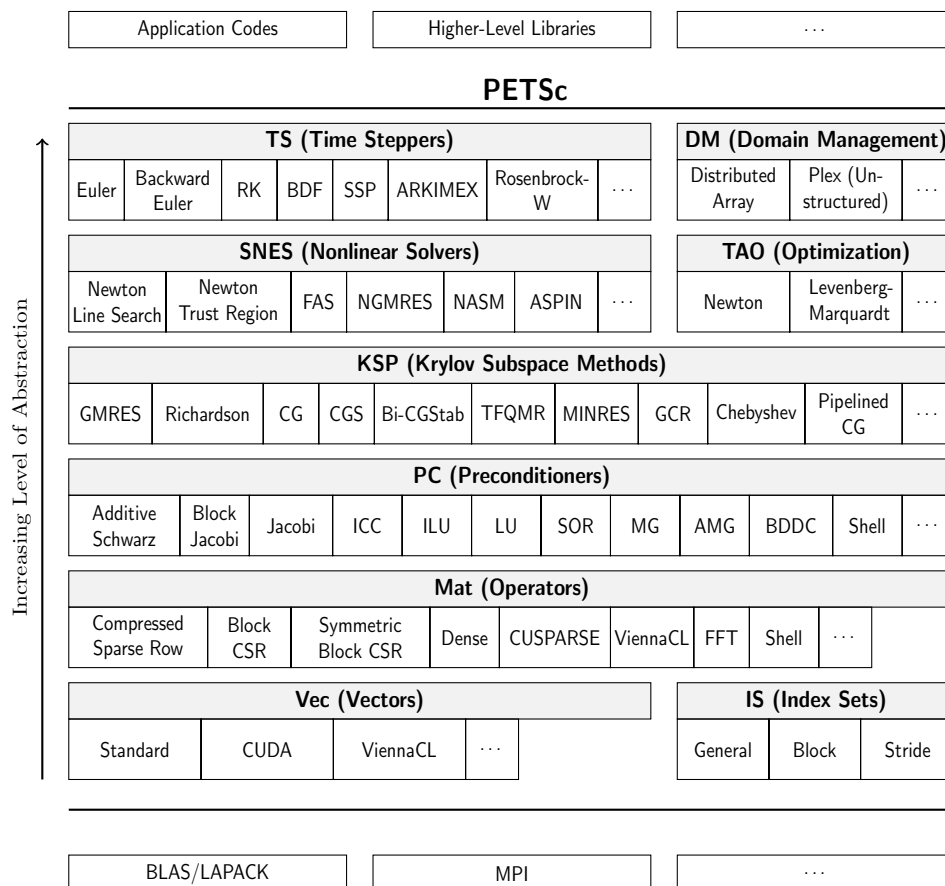 Application Codes
Higher-Level Libraries
···
PETSc
Increasing Level of Abstraction
TS (Time Steppers)
Euler
Backward
Euler
RK
BDF
SSP
ARKIMEX
Rosenbrock-
W
···
DM (Domain Management)
Distributed
Array
Plex (Un-
structured)
···
SNES (Nonlinear Solvers)
Newton
Line Search
Newton
Trust Region
FAS
NGMRES
NASM
ASPIN
···
TAO (Optimization)
Newton
Levenberg-
Marquardt
···
KSP (Krylov Subspace Methods)
GMRES
Richardson
CG
CGS
Bi-CGStab
TFQMR
MINRES
GCR
Chebyshev
Pipelined
CG
···
PC (Preconditioners)
Additive
Schwarz
Block
Jacobi
Jacobi
ICC
ILU
LU
SOR
MG
AMG
BDDC
Shell
···
Mat (Operators)
Compressed
Sparse Row
Block
CSR
Symmetric
Block CSR
Dense
CUSPARSE
ViennaCL
FFT
Shell
···
Vec (Vectors)
Standard
CUDA
ViennaCL
···
IS (Index Sets)
General
Block
Stride
BLAS/LAPACK
MPI
···